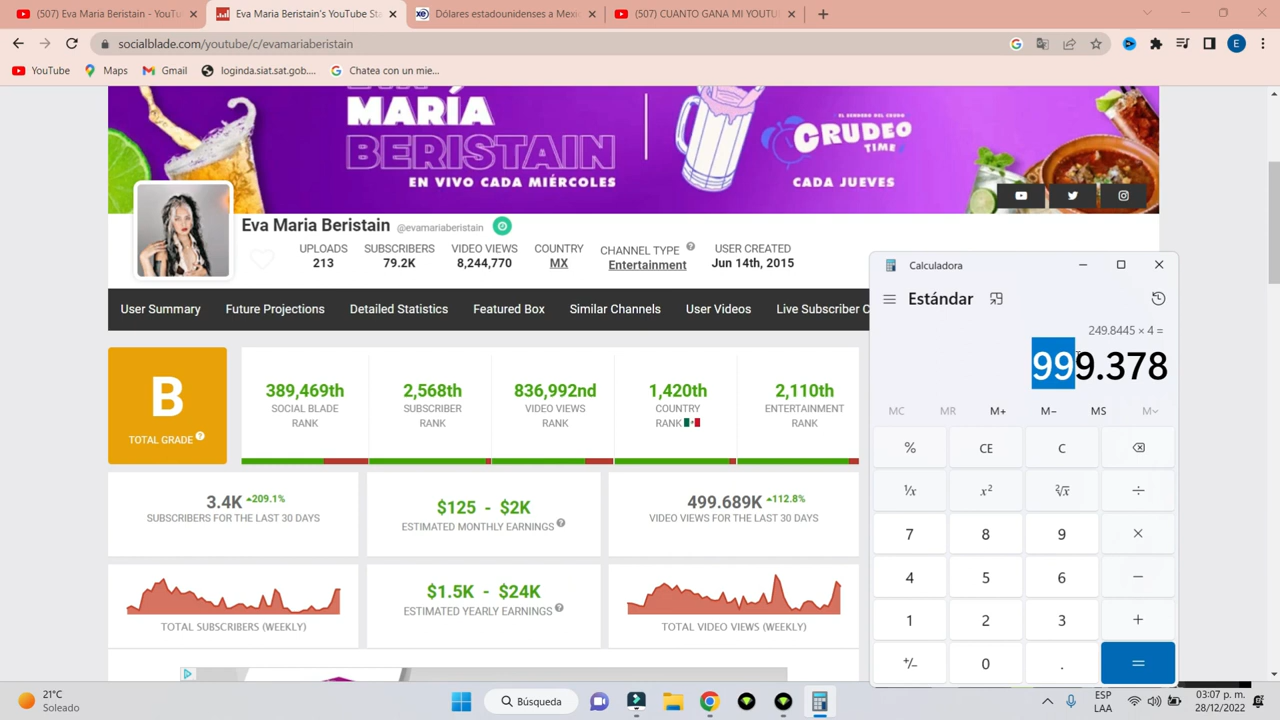 (507) Eva Maria Beristain - YouTu
Eva Maria Beristain's YouTube St
Dólares estadounidenses a Mexi
(507) CUANTO GANA MI YOUTU
socialblade.com/youtube/c/evamariaberistain
E
YouTube
Maps
Gmail
loginda.siat.sat.gob....
Chatea con un mie...
MARÍA
BERISTAIN
EN VIVO CADA MIÉRCOLES
EL SENDERO DEL CRUDO
CRUDEO
TIME
CADA JUEVES
Eva Maria Beristain @evamariaberistain
UPLOADS
213
SUBSCRIBERS
79.2K
VIDEO VIEWS
8,244,770
COUNTRY
MX
CHANNEL TYPE ?
Entertainment
USER CREATED
Jun 14th, 2015
User Summary
Future Projections
Detailed Statistics
Featured Box
Similar Channels
User Videos
Live Subscriber C
B
TOTAL GRADE ?
389,469th
SOCIAL BLADE
RANK
2,568th
SUBSCRIBER
RANK
836,992nd
VIDEO VIEWS
RANK
1,420th
COUNTRY
RANK
2,110th
ENTERTAINMENT
RANK
3.4K 209.1%
SUBSCRIBERS FOR THE LAST 30 DAYS
$125 - $2K
ESTIMATED MONTHLY EARNINGS ?
499.689K 112.8%
VIDEO VIEWS FOR THE LAST 30 DAYS
TOTAL SUBSCRIBERS (WEEKLY)
$1.5K - $24K
ESTIMATED YEARLY EARNINGS ?
TOTAL VIDEO VIEWS (WEEKLY)
Calculadora
Estándar
249.8445 × 4 =
999.378
MC MR M+ M− MS M
% CE C
1/x x² ²√x ÷
7 8 9 ×
4 5 6 −
1 2 3 +
+/− 0 . =
21°C
Soleado
Búsqueda
ESP
LAA
03:07 p. m.
28/12/2022